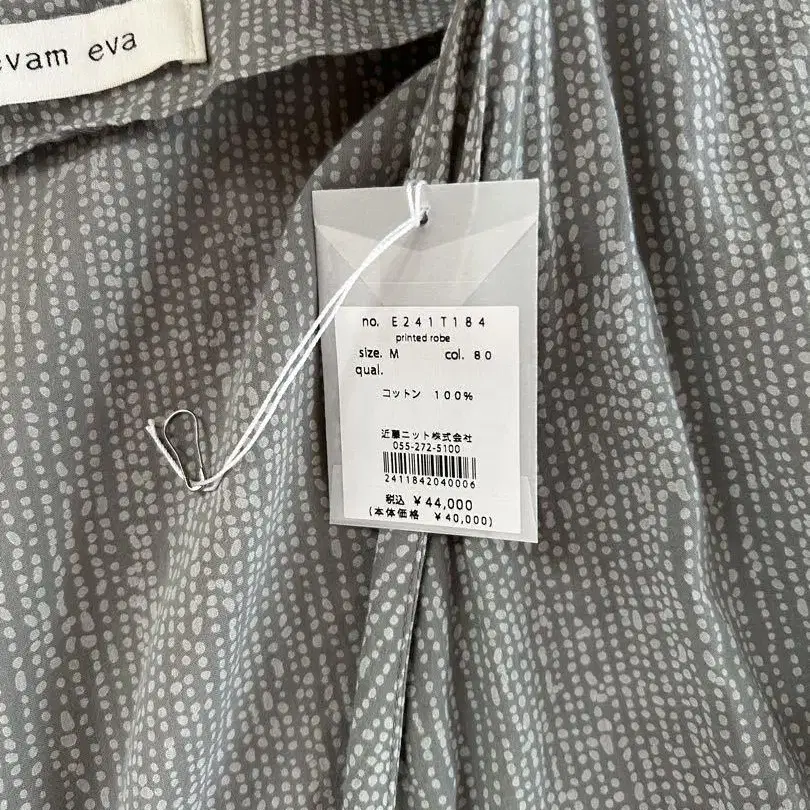 evam eva
no. E241T184
printed robe
size. M col. 80
qual.
コットン 100%
近藤ニット株式会社
055-272-5100
2411842040006
税込 ¥44,000
(本体価格 ¥40,000)